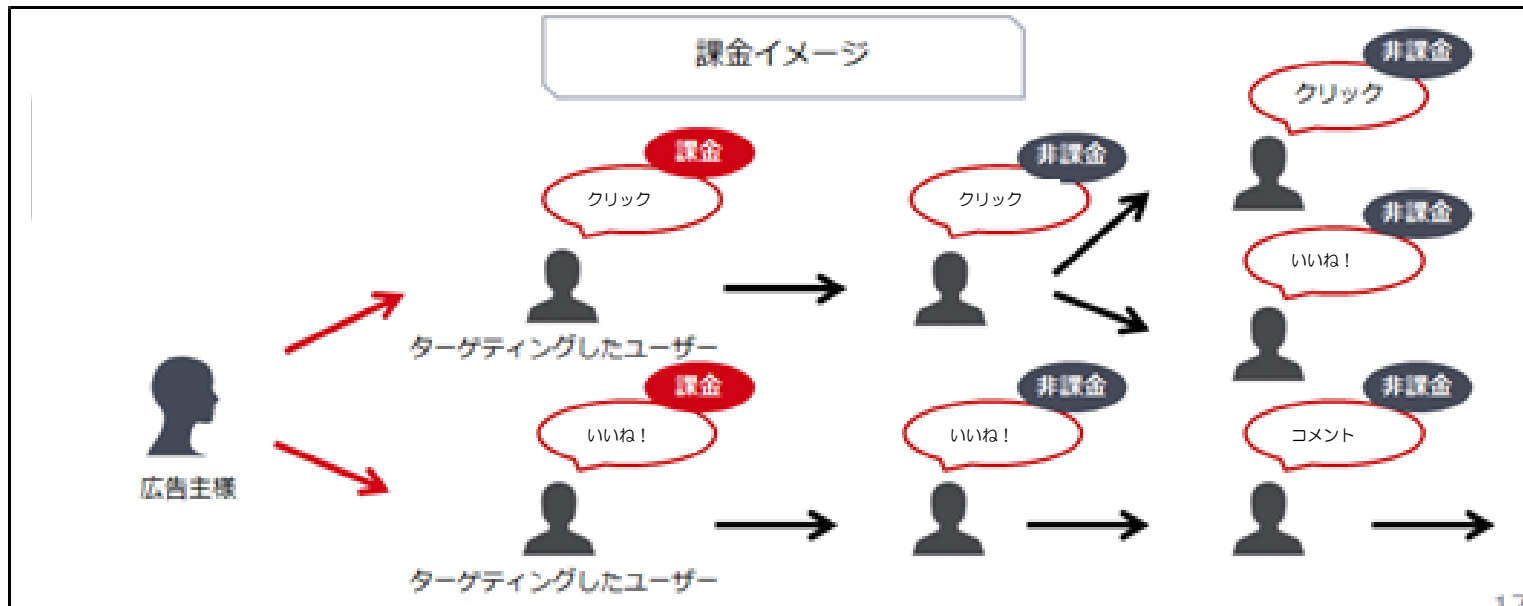 課金イメージ
非課金
クリック
課金
クリック
非課金
クリック
非課金
いいね！
ターゲティングしたユーザー
課金
いいね！
非課金
いいね！
非課金
コメント
広告主様
ターゲティングしたユーザー